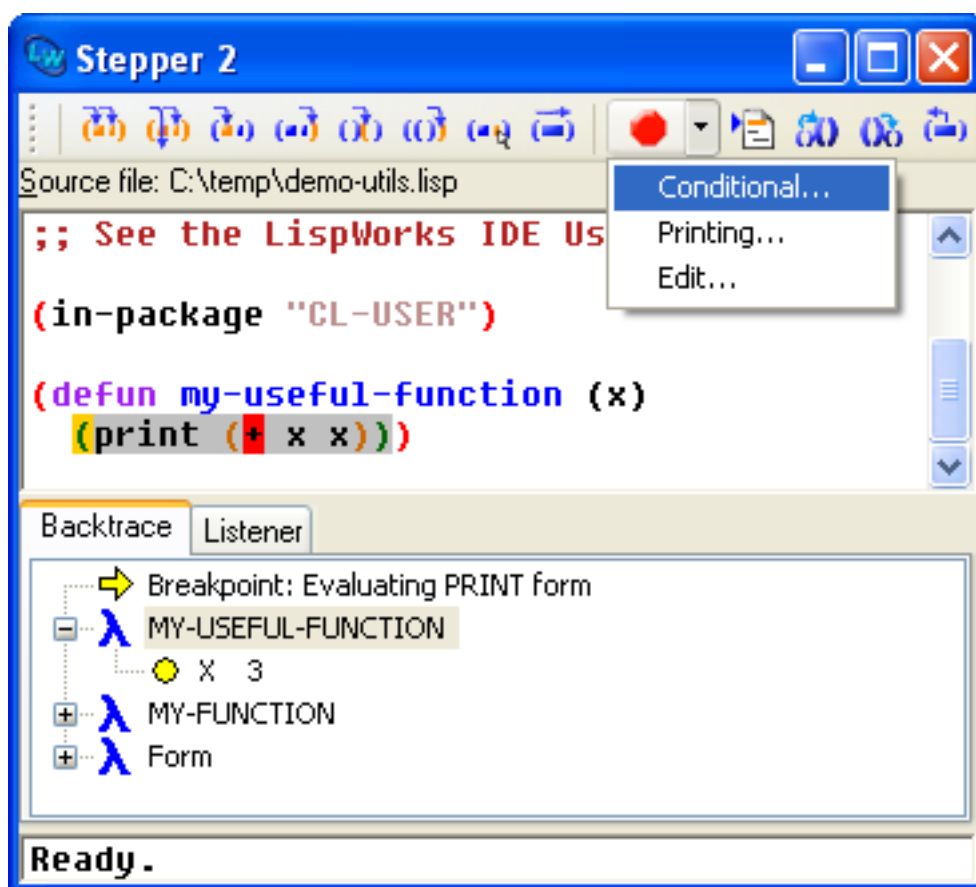 Stepper 2
Source file: C:\temp\demo-utils.lisp
Conditional...
Printing...
Edit...
;; See the LispWorks IDE Us
(in-package "CL-USER")
(defun my-useful-function (x)
(print (+ x x)))
Backtrace Listener
Breakpoint: Evaluating PRINT form
λ MY-USEFUL-FUNCTION
X 3
λ MY-FUNCTION
λ Form
Ready.